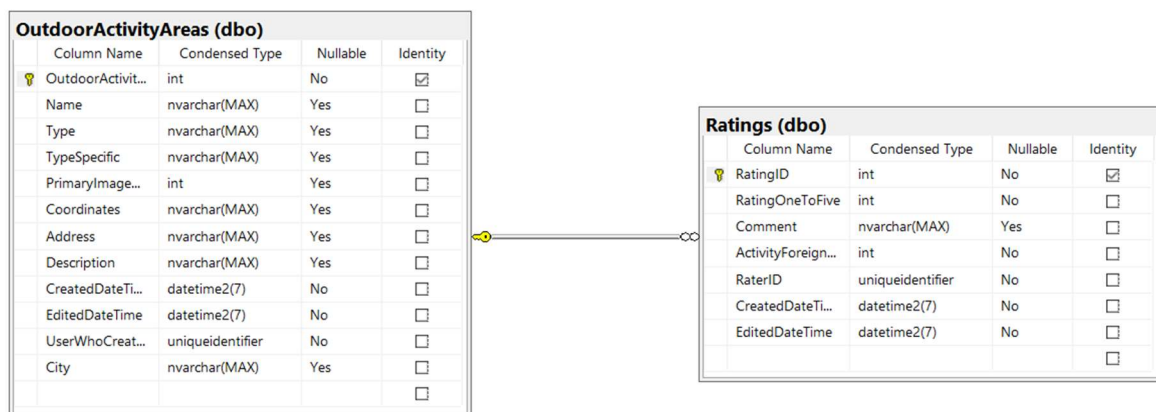 OutdoorActivityAreas (dbo)
Column Name Condensed Type Nullable Identity
OutdoorActivit... int No
Name nvarchar(MAX) Yes
Type nvarchar(MAX) Yes
TypeSpecific nvarchar(MAX) Yes
PrimaryImage... int Yes
Coordinates nvarchar(MAX) Yes
Address nvarchar(MAX) Yes
Description nvarchar(MAX) Yes
CreatedDateTi... datetime2(7) No
EditedDateTime datetime2(7) No
UserWhoCreat... uniqueidentifier No
City nvarchar(MAX) Yes
Ratings (dbo)
Column Name Condensed Type Nullable Identity
RatingID int No
RatingOneToFive int No
Comment nvarchar(MAX) Yes
ActivityForeign... int No
RaterID uniqueidentifier No
CreatedDateTi... datetime2(7) No
EditedDateTime datetime2(7) No